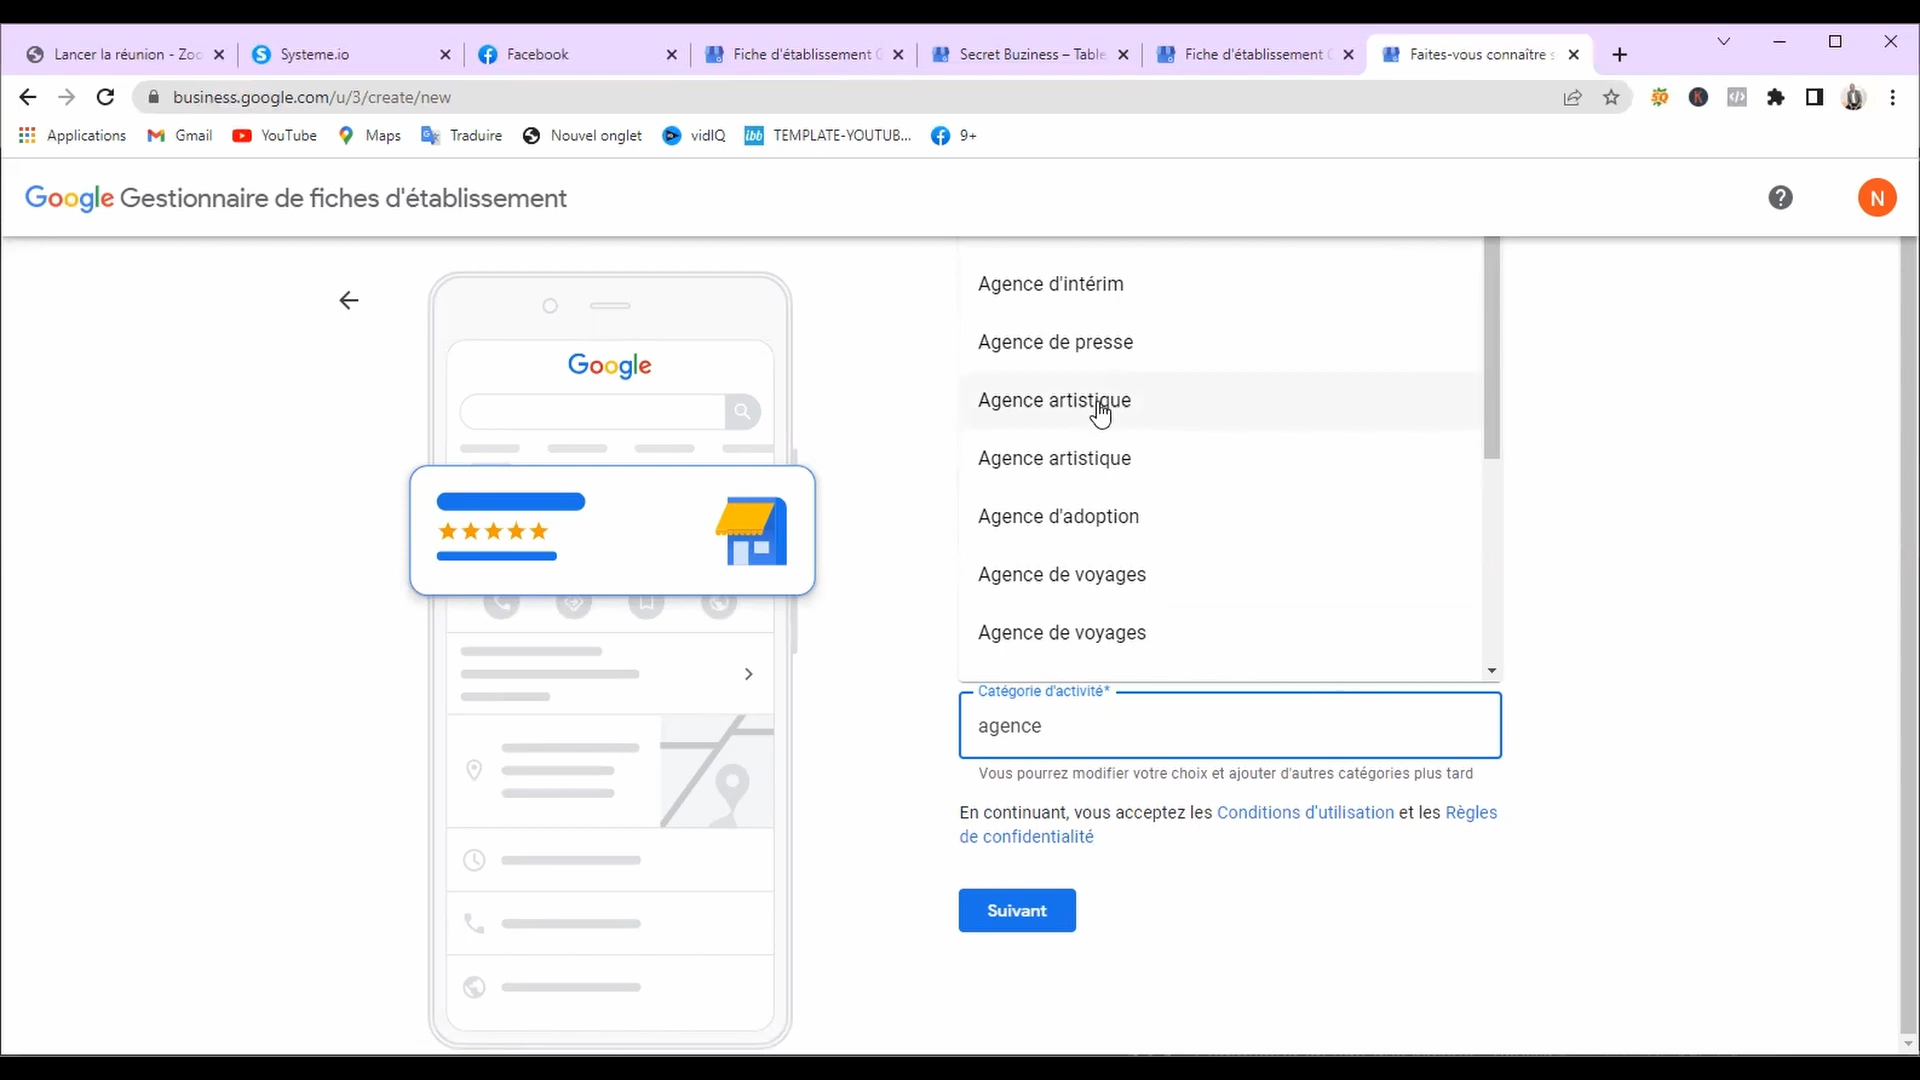 Lancer la réunion - Zoo
Systeme.io
Facebook
Fiche d'établissement
Secret Buziness – Table
Fiche d'établissement
Faites-vous connaître s
business.google.com/u/3/create/new
Applications
Gmail
YouTube
Maps
Traduire
Nouvel onglet
vidIQ
TEMPLATE-YOUTUB...
9+
Google Gestionnaire de fiches d'établissement
N
Google
Agence d'intérim
Agence de presse
Agence artistique
Agence artistique
Agence d'adoption
Agence de voyages
Agence de voyages
Catégorie d'activité*
agence
Vous pourrez modifier votre choix et ajouter d'autres catégories plus tard
En continuant, vous acceptez les Conditions d'utilisation et les Règles
de confidentialité
Suivant